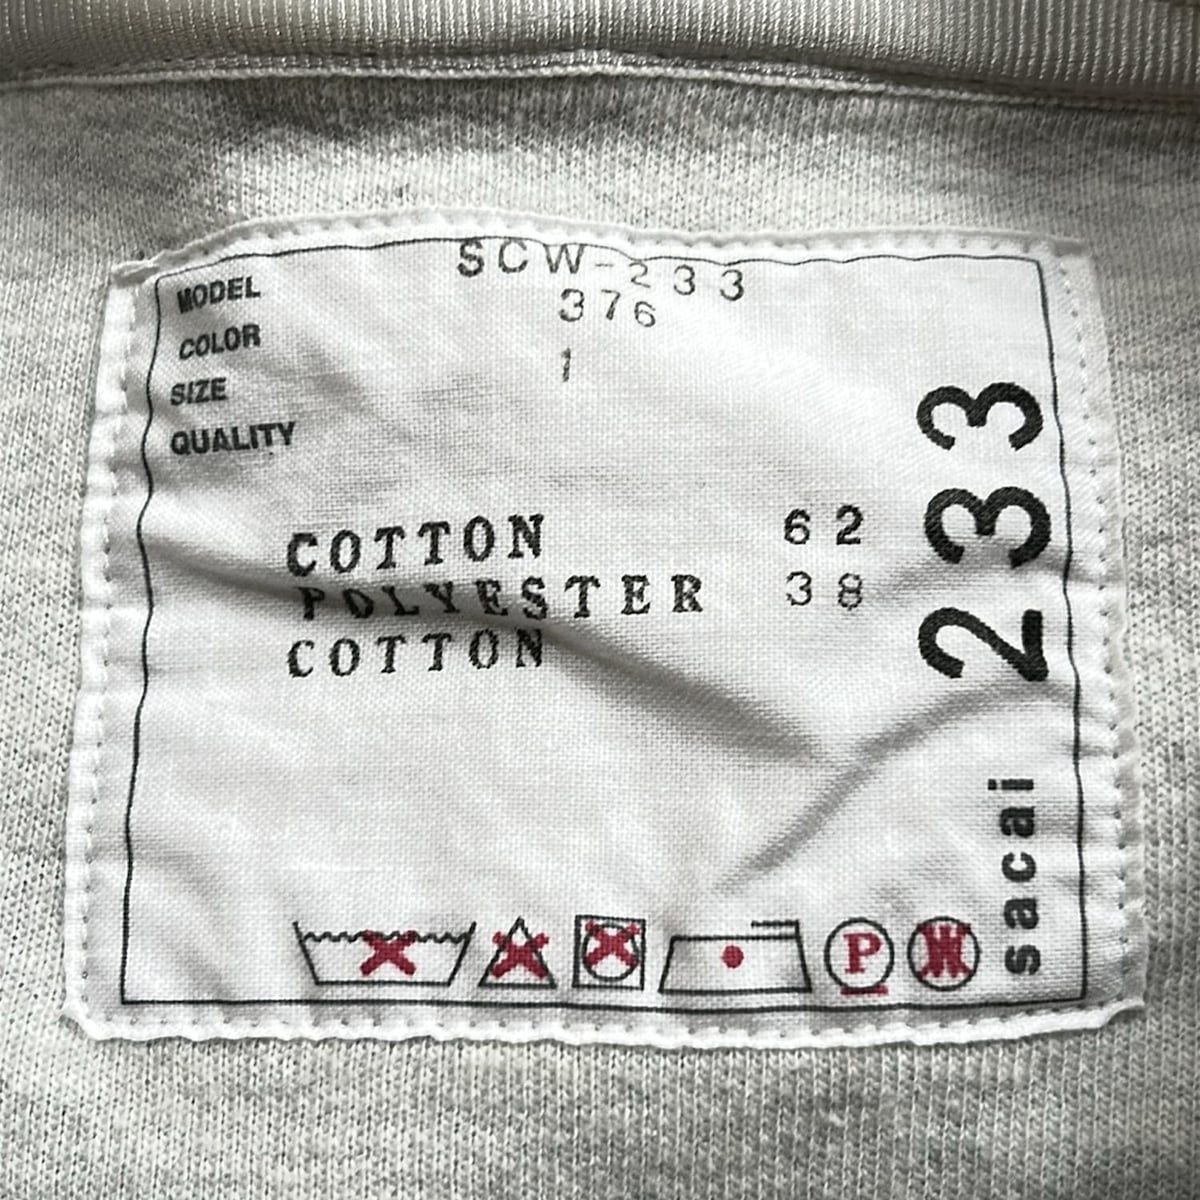 MODEL SCW-233
COLOR 376
SIZE 1
QUALITY
COTTON 62
POLYESTER 38
COTTON
233
sacai
P
W